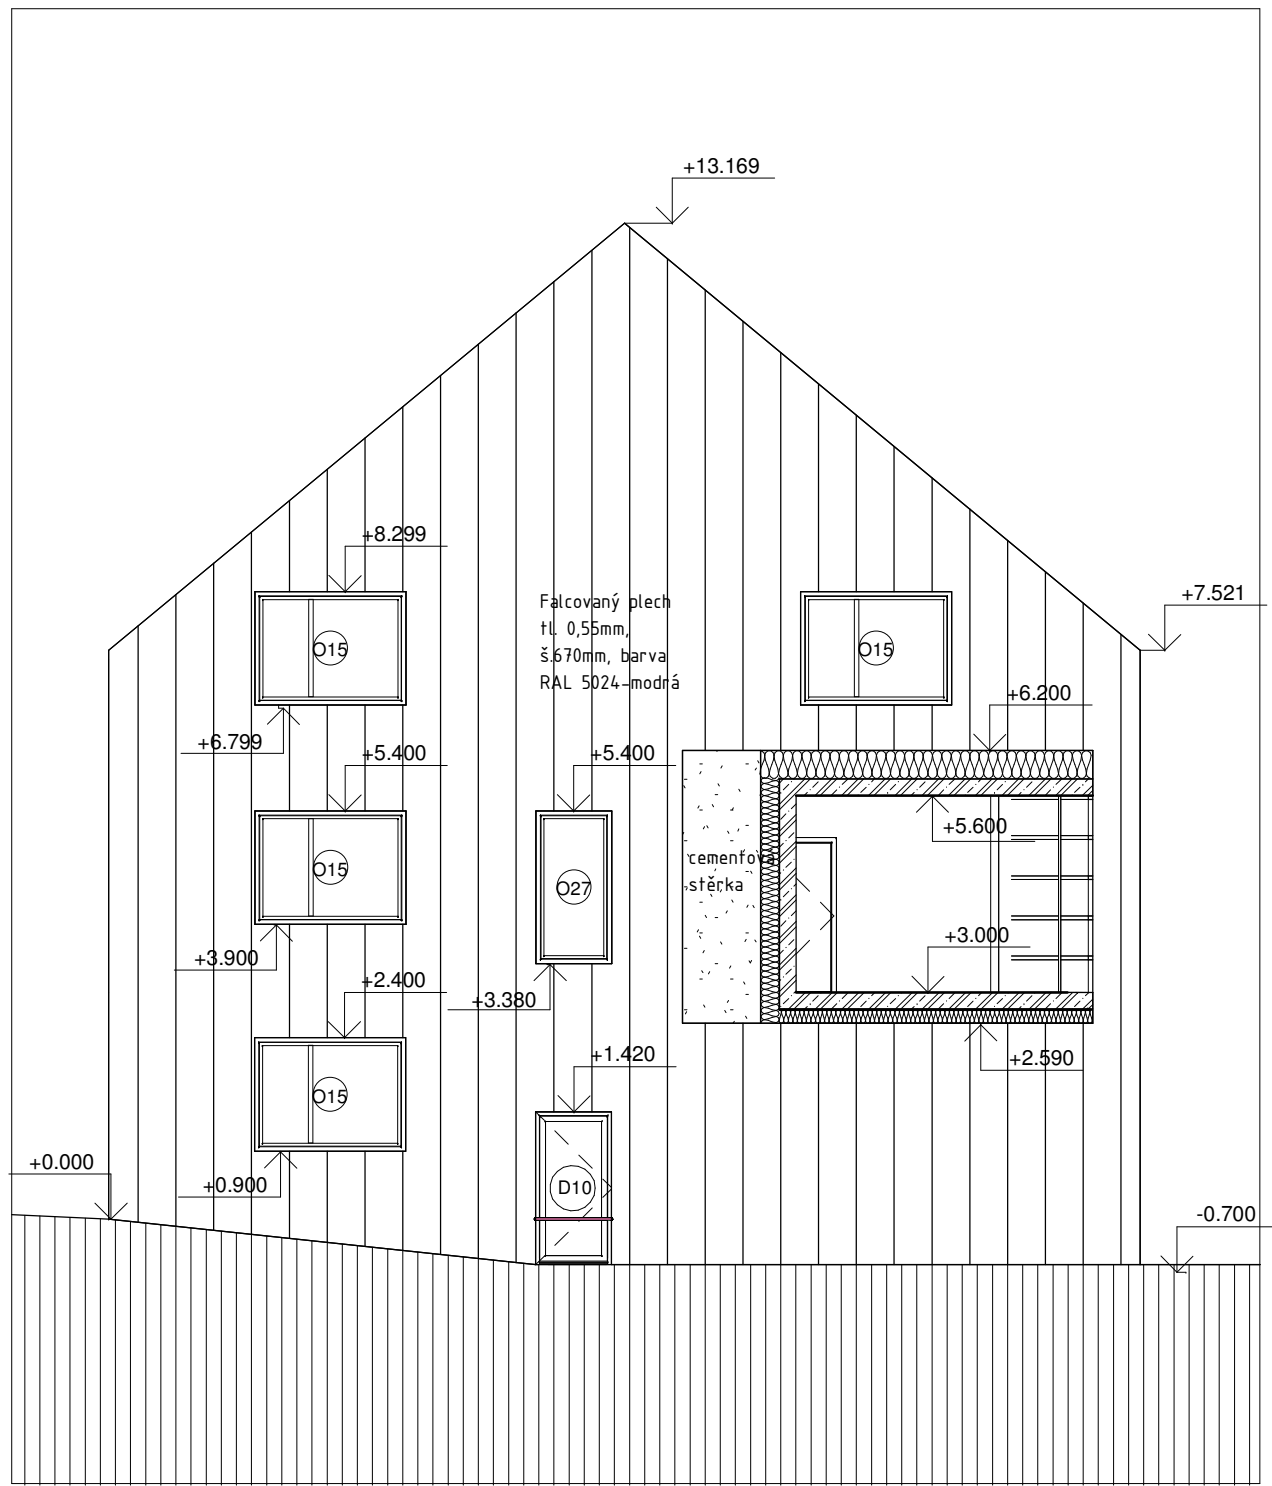 +13.169
+8.299
Falcovaný plech
tl. 0,55mm,
š.670mm, barva
RAL 5024-modrá
+7.521
O15
O15
+6.200
+6.799
+5.400
+5.400
+5.600
cementová
stěrka
O15
O27
+3.000
+3.900
+2.400
+3.380
+1.420
+2.590
O15
+0.000
+0.900
D10
-0.700